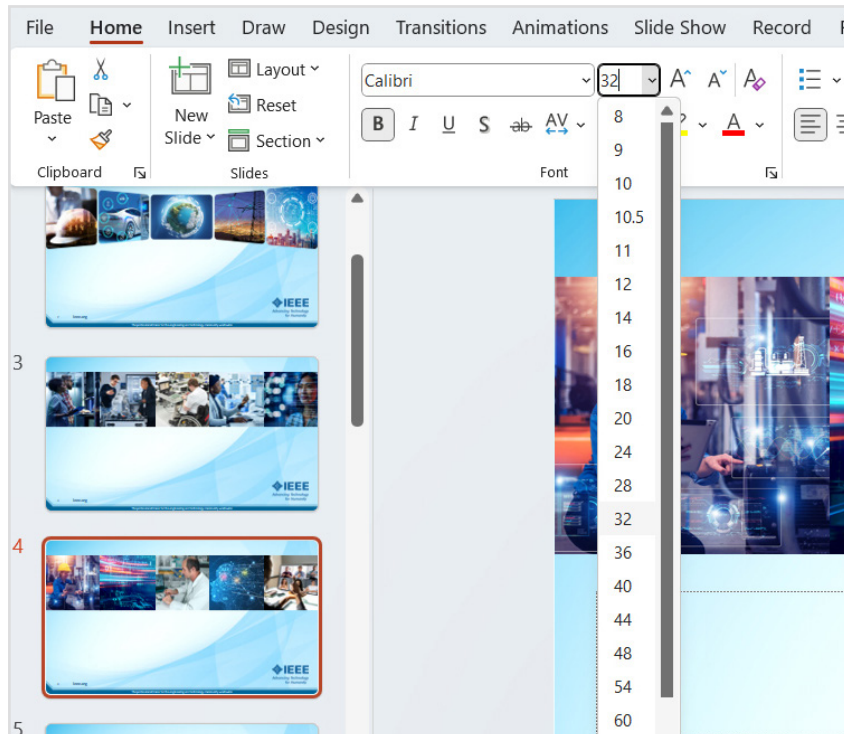 File Home Insert Draw Design Transitions Animations Slide Show Record
Paste
New
Slide
Layout
Reset
Section
Calibri
32
B I U S ab AV A
A A A
Clipboard
Slides
Font
8
9
10
10.5
11
12
14
16
18
20
24
28
32
36
40
44
48
54
60
IEEE
3
IEEE
4
IEEE
5